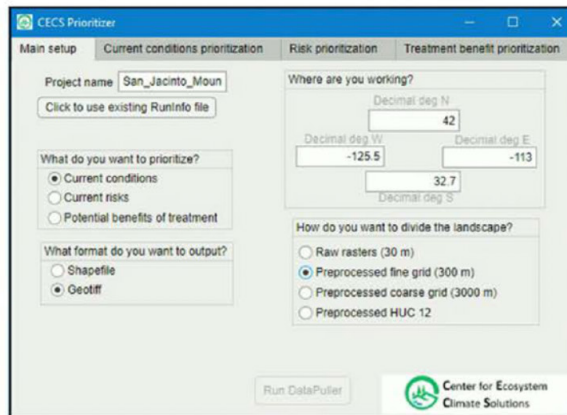 CECS Prioritizer
Main setup Current conditions prioritization Risk prioritization Treatment benefit prioritization
Project name San_Jacinto_Moun
Click to use existing RunInfo file
What do you want to prioritize?
Current conditions
Current risks
Potential benefits of treatment
What format do you want to output?
Shapefile
Geotiff
Where are you working?
Decimal deg N
42
Decimal deg W Decimal deg E
-125.5 -113
32.7
Decimal deg S
How do you want to divide the landscape?
Raw rasters (30 m)
Preprocessed fine grid (300 m)
Preprocessed coarse grid (3000 m)
Preprocessed HUC 12
Run DataPuller
Center for Ecosystem
Climate Solutions